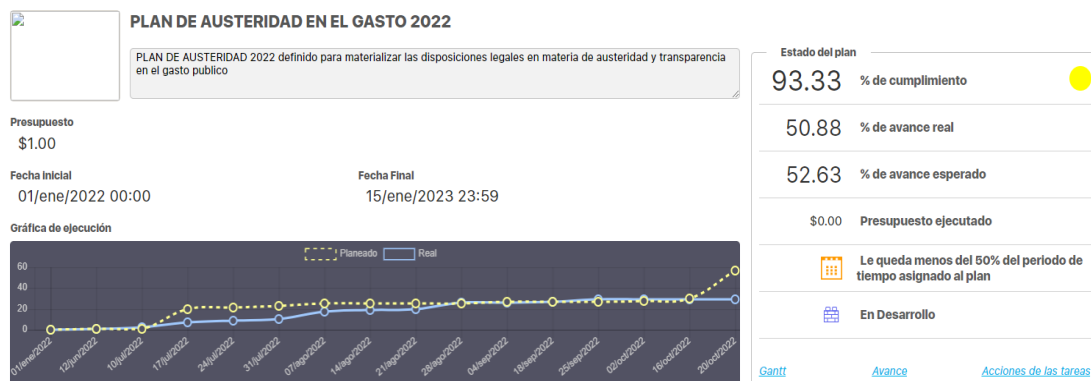 PLAN DE AUSTERIDAD EN EL GASTO 2022
PLAN DE AUSTERIDAD 2022 definido para materializar las disposiciones legales en materia de austeridad y transparencia
en el gasto publico
Presupuesto
$1.00
Fecha Inicial
01/ene/2022 00:00
Fecha Final
15/ene/2023 23:59
Gráfica de ejecución
Planeado
Real
60
40
20
0
01/ene/2022
12/jun/2022
10/jul/2022
17/jul/2022
24/jul/2022
31/jul/2022
07/ago/2022
14/ago/2022
21/ago/2022
28/ago/2022
04/sep/2022
18/sep/2022
25/sep/2022
02/oct/2022
16/oct/2022
20/oct/2022
Estado del plan
93.33 % de cumplimiento
50.88 % de avance real
52.63 % de avance esperado
$0.00 Presupuesto ejecutado
Le queda menos del 50% del periodo de
tiempo asignado al plan
En Desarrollo
Gantt Avance Acciones de las tareas